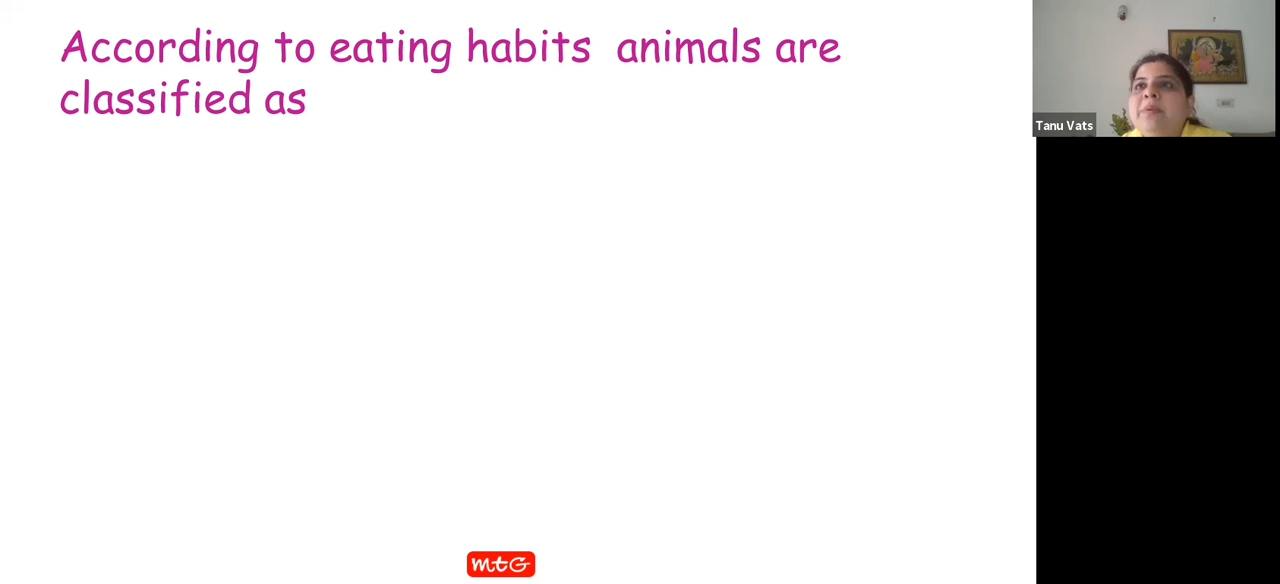 According to eating habits animals are
classified as
Tanu Vats
mtG